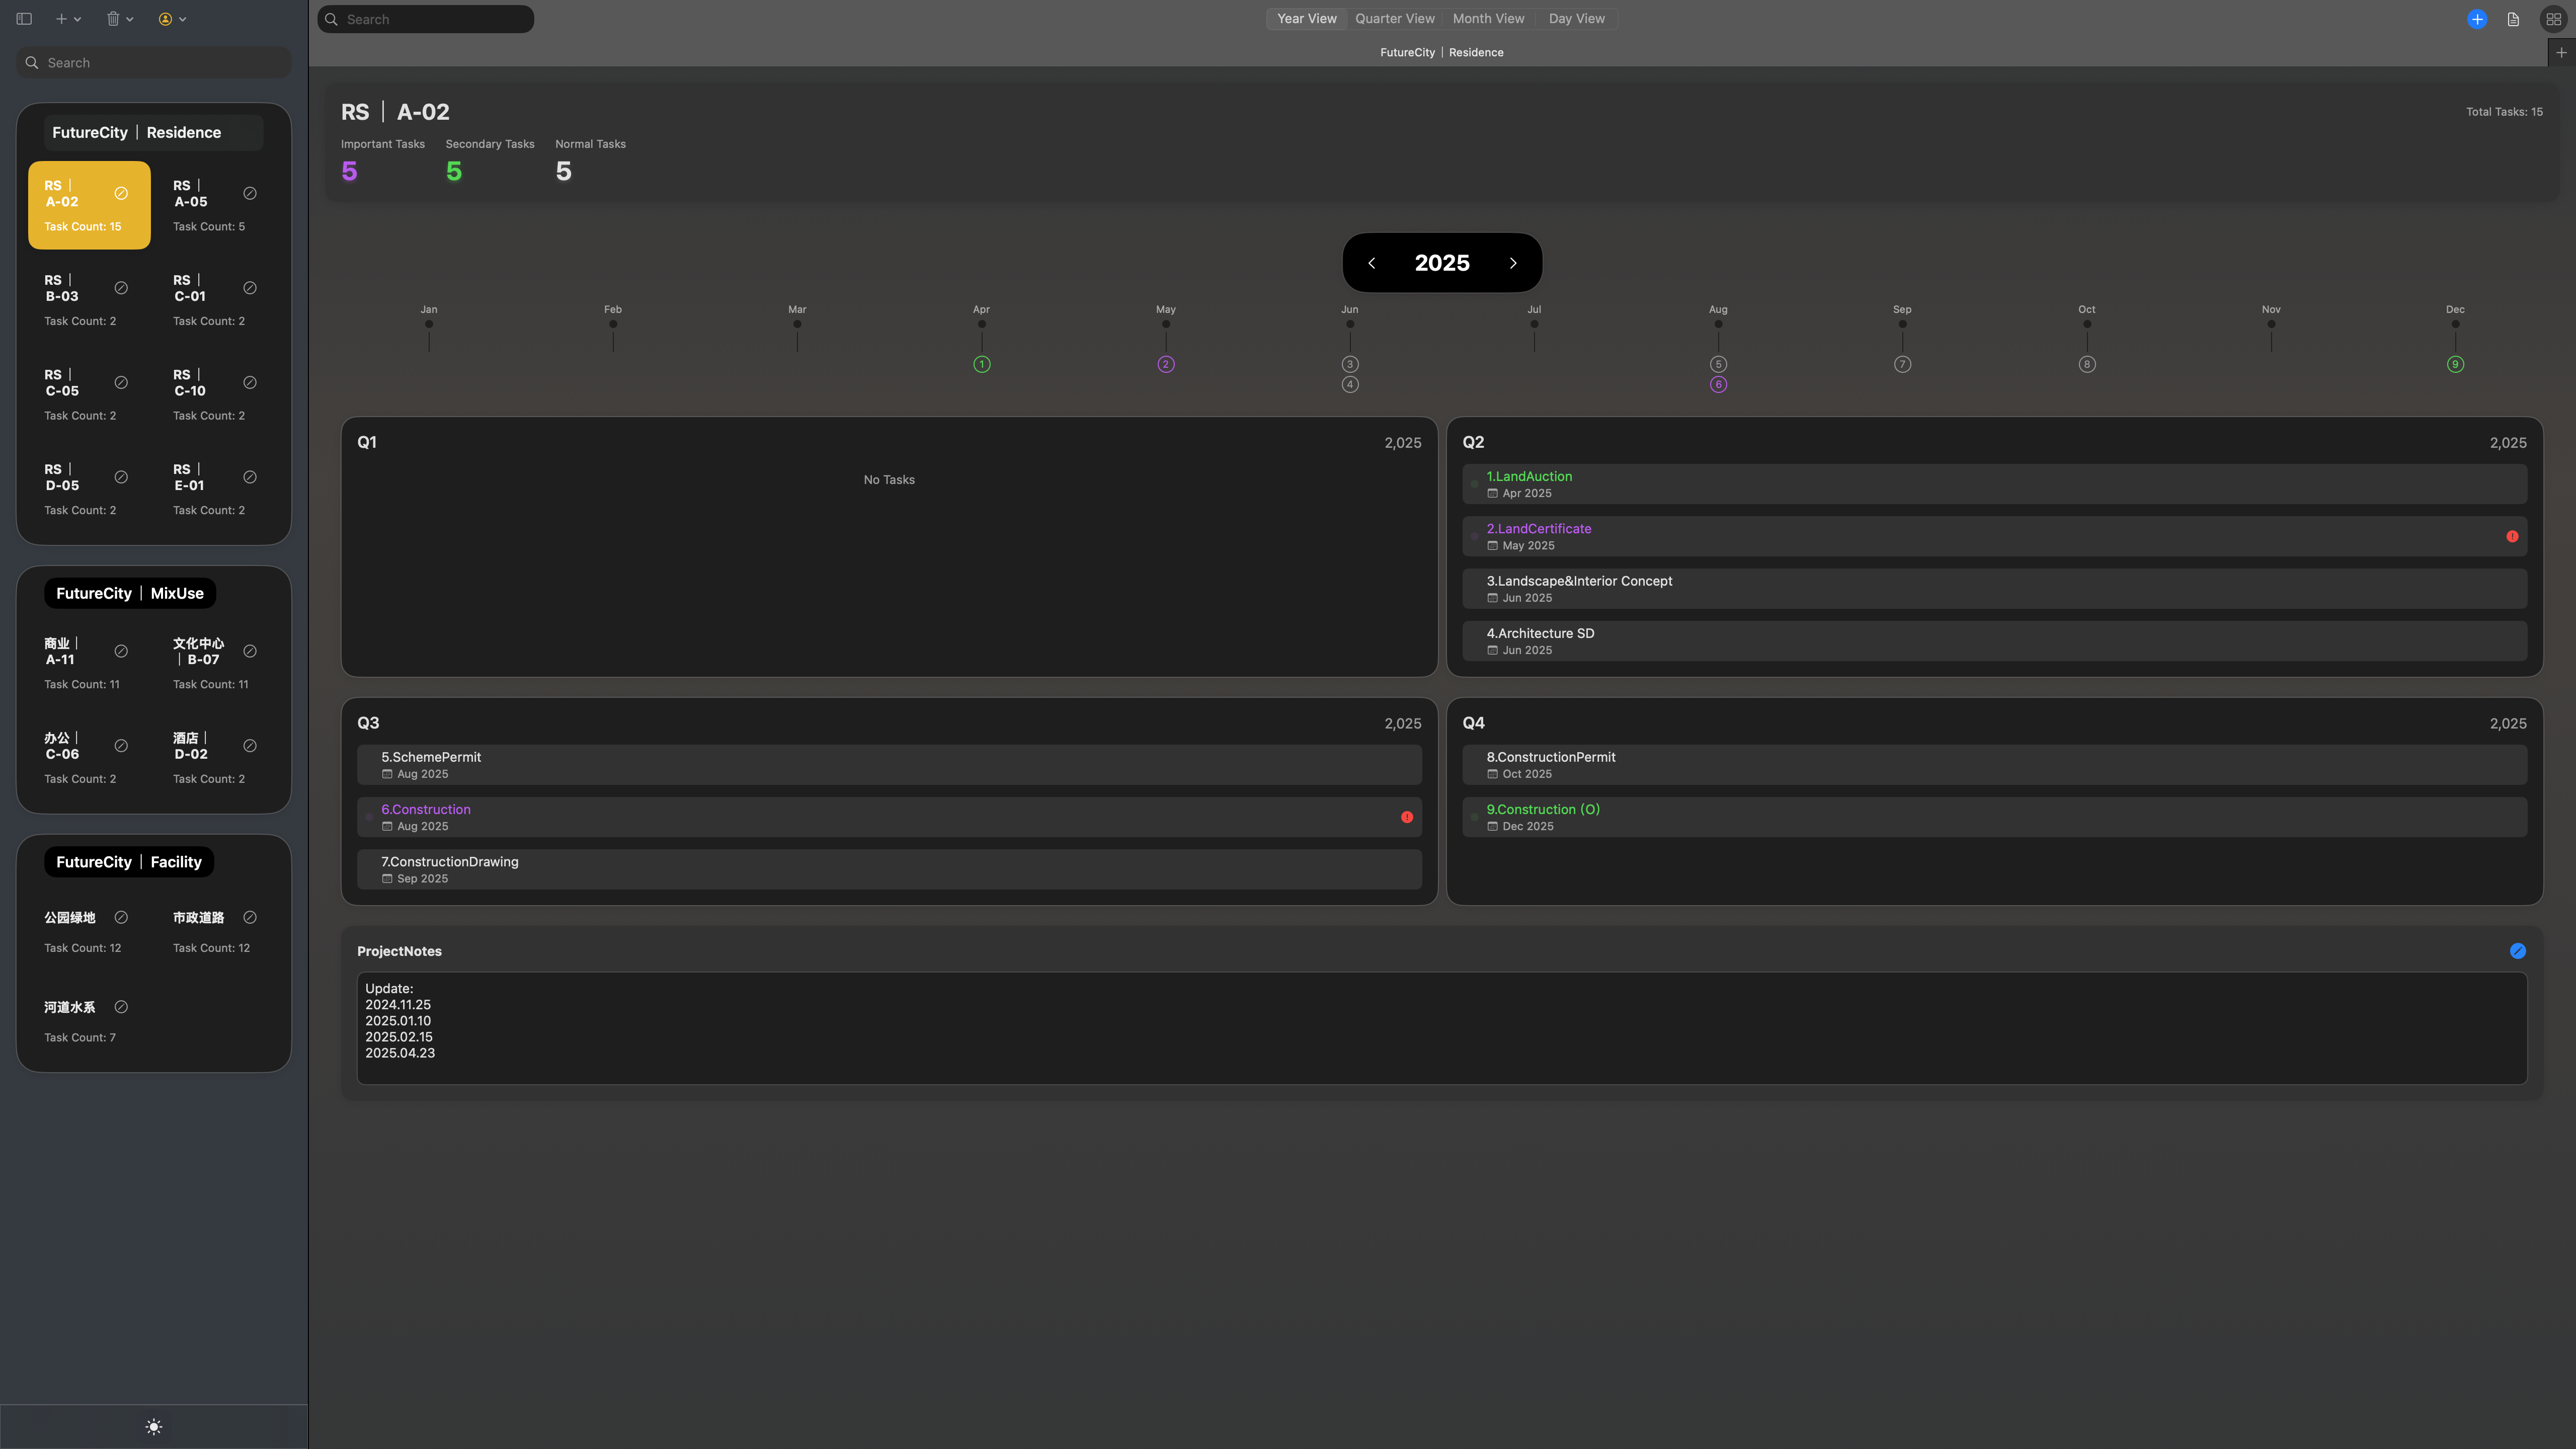 Search
FutureCity｜Residence
RS｜
A-02
Task Count: 15
RS｜
A-05
Task Count: 5
RS｜
B-03
Task Count: 2
RS｜
C-01
Task Count: 2
RS｜
C-05
Task Count: 2
RS｜
C-10
Task Count: 2
RS｜
D-05
Task Count: 2
RS｜
E-01
Task Count: 2
FutureCity｜MixUse
商业｜
A-11
Task Count: 11
文化中心
｜B-07
Task Count: 11
办公｜
C-06
Task Count: 2
酒店｜
D-02
Task Count: 2
FutureCity｜Facility
公园绿地
Task Count: 12
市政道路
Task Count: 12
河道水系
Task Count: 7
Search
Year View
Quarter View
Month View
Day View
FutureCity｜Residence
RS｜A-02
Total Tasks: 15
Important Tasks
5
Secondary Tasks
5
Normal Tasks
5
2025
Jan
Feb
Mar
Apr
May
Jun
Jul
Aug
Sep
Oct
Nov
Dec
1
2
3
4
5
6
7
8
9
Q1
2,025
No Tasks
Q2
2,025
1.LandAuction
Apr 2025
2.LandCertificate
May 2025
3.Landscape&Interior Concept
Jun 2025
4.Architecture SD
Jun 2025
Q3
2,025
5.SchemePermit
Aug 2025
6.Construction
Aug 2025
7.ConstructionDrawing
Sep 2025
Q4
2,025
8.ConstructionPermit
Oct 2025
9.Construction (O)
Dec 2025
ProjectNotes
Update:
2024.11.25
2025.01.10
2025.02.15
2025.04.23